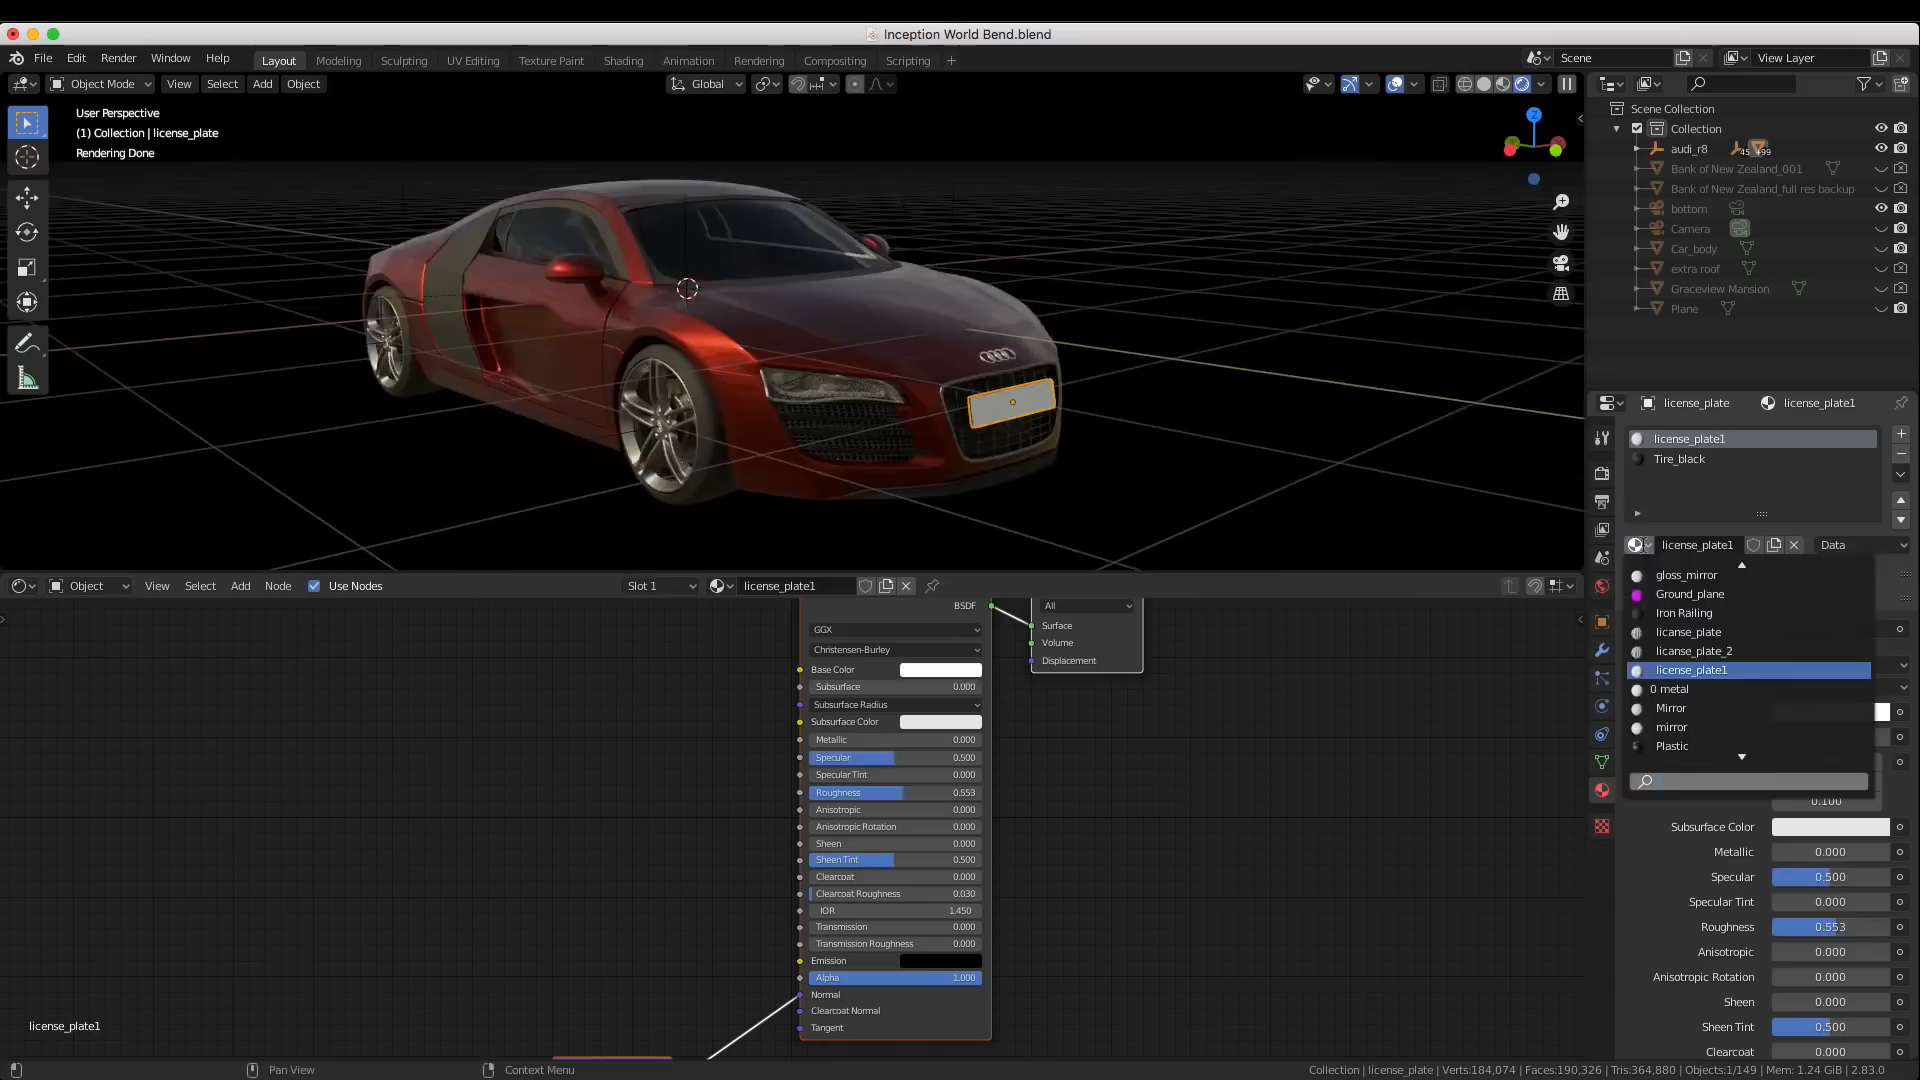 Inception World Bend.blend
File Edit Render Window Help Layout Modeling Sculpting UV Editing Texture Paint Shading Animation Rendering Compositing Scripting + Scene View Layer
Object Mode View Select Add Object Global
User Perspective
(1) Collection | license_plate
Rendering Done
Z
Scene Collection
Collection
audi_r8 45 +99
Bank of New Zealand_001
Bank of New Zealand_full res backup
bottom
Camera
Car_body
extra roof
Graceview Mansion
Plane
license_plate license_plate1
license_plate1
Tire_black
license_plate1 Data
gloss_mirror
Ground_plane
Iron Railing
licanse_plate
licanse_plate_2
license_plate1
0 metal
Mirror
mirror
Plastic
0.100
Subsurface Color
Metallic 0.000
Specular 0.500
Specular Tint 0.000
Roughness 0.553
Anisotropic 0.000
Anisotropic Rotation 0.000
Sheen 0.000
Sheen Tint 0.500
Clearcoat 0.000
Object View Select Add Node Use Nodes Slot 1 license_plate1
BSDF
GGX
Christensen-Burley
Base Color
Subsurface 0.000
Subsurface Radius
Subsurface Color
Metallic 0.000
Specular 0.500
Specular Tint 0.000
Roughness 0.553
Anisotropic 0.000
Anisotropic Rotation 0.000
Sheen 0.000
Sheen Tint 0.500
Clearcoat 0.000
Clearcoat Roughness 0.030
IOR 1.450
Transmission 0.000
Transmission Roughness 0.000
Emission
Alpha 1.000
Normal
Clearcoat Normal
Tangent
All
Surface
Volume
Displacement
license_plate1
Pan View Context Menu Collection | license_plate | Verts:184,074 | Faces:190,326 | Tris:364,880 | Objects:1/149 | Mem: 1.24 GiB | 2.83.0